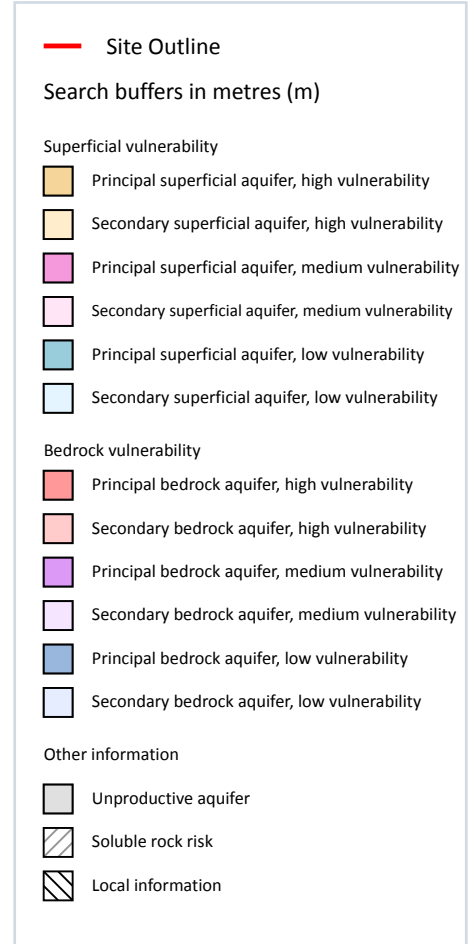 Site Outline
Search buffers in metres (m)
Superficial vulnerability
Principal superficial aquifer, high vulnerability
Secondary superficial aquifer, high vulnerability
Principal superficial aquifer, medium vulnerability
Secondary superficial aquifer, medium vulnerability
Principal superficial aquifer, low vulnerability
Secondary superficial aquifer, low vulnerability
Bedrock vulnerability
Principal bedrock aquifer, high vulnerability
Secondary bedrock aquifer, high vulnerability
Principal bedrock aquifer, medium vulnerability
Secondary bedrock aquifer, medium vulnerability
Principal bedrock aquifer, low vulnerability
Secondary bedrock aquifer, low vulnerability
Other information
Unproductive aquifer
Soluble rock risk
Local information